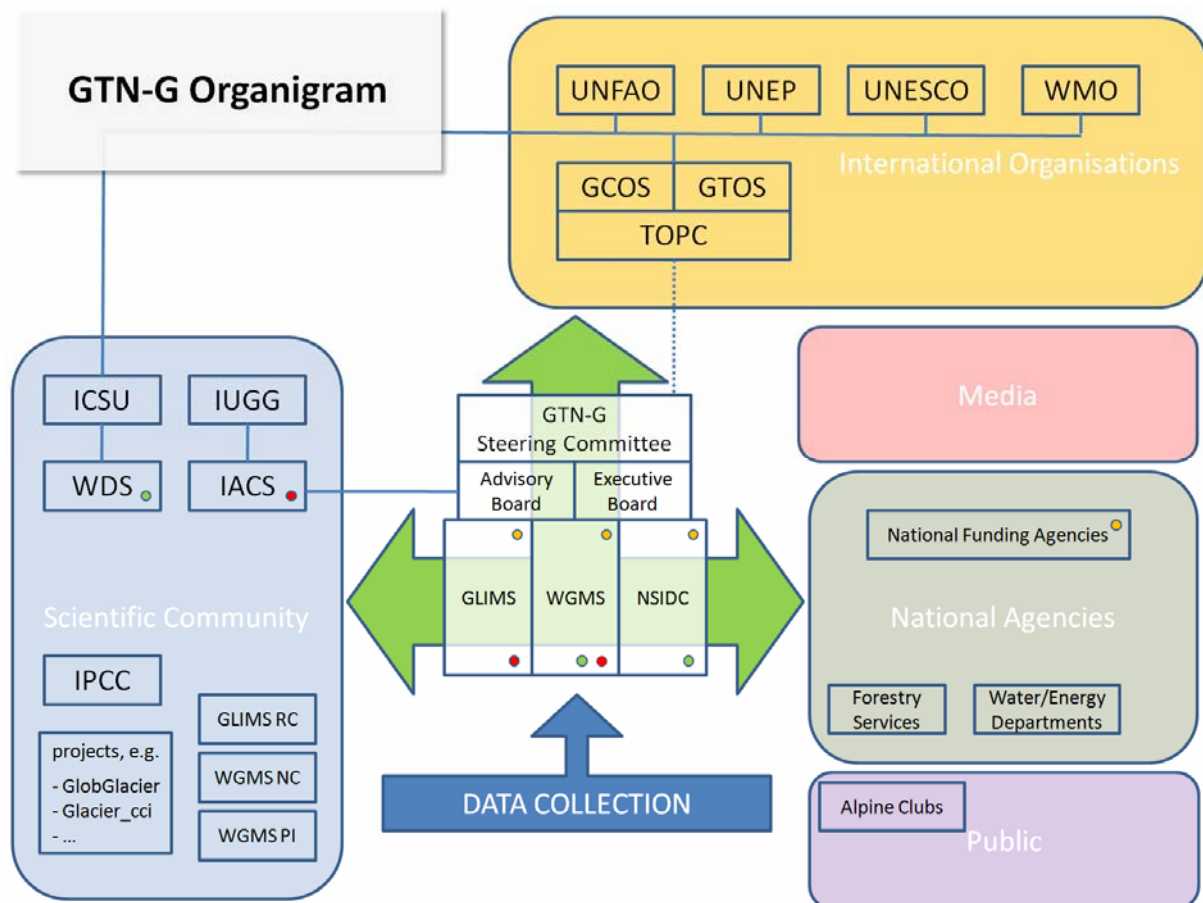 GTN-G Organigram
UNFAO
UNEP
UNESCO
WMO
International Organisations
GCOS
GTOS
TOPC
ICSU
IUGG
WDS
IACS
Scientific Community
IPCC
projects, e.g.
- GlobGlacier
- Glacier_cci
- ...
GLIMS RC
WGMS NC
WGMS PI
GTN-G
Steering Committee
Advisory
Board
Executive
Board
GLIMS
WGMS
NSIDC
DATA COLLECTION
Media
National Funding Agencies
National Agencies
Forestry
Services
Water/Energy
Departments
Alpine Clubs
Public